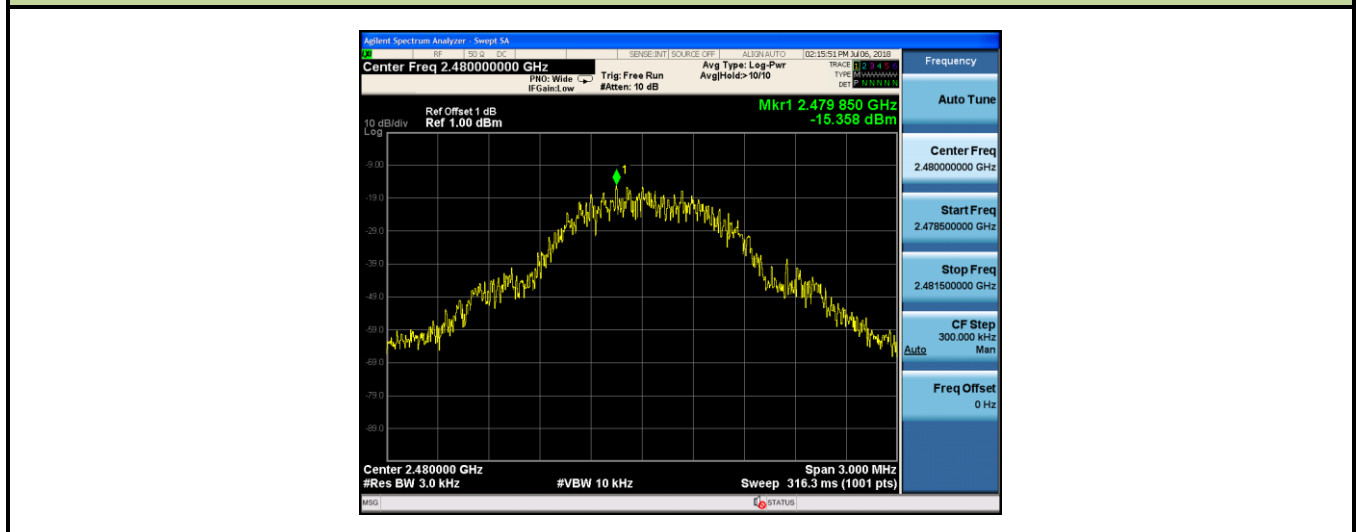 Agilent Spectrum Analyzer - Swept SA
RF 50 Ω DC SENSE:INT SOURCE OFF ALIGN AUTO 02:15:51 PM Jul 06, 2018
Center Freq 2.480000000 GHz
PNO: Wide
IFGain:Low
Trig: Free Run
#Atten: 10 dB
Avg Type: Log-Pwr
Avg|Hold:> 10/10
TRACE 1 2 3 4 5 6
TYPE M
DET P N N N N N
Ref Offset 1 dB
10 dB/div Ref 1.00 dBm
Log
Mkr1 2.479 850 GHz
-15.358 dBm
1
-9.00
-19.0
-29.0
-39.0
-49.0
-59.0
-69.0
-79.0
-89.0
Center 2.480000 GHz Span 3.000 MHz
#Res BW 3.0 kHz #VBW 10 kHz Sweep 316.3 ms (1001 pts)
MSG STATUS
Frequency
Auto Tune
Center Freq
2.480000000 GHz
Start Freq
2.478500000 GHz
Stop Freq
2.481500000 GHz
CF Step
300.000 kHz
Auto Man
Freq Offset
0 Hz